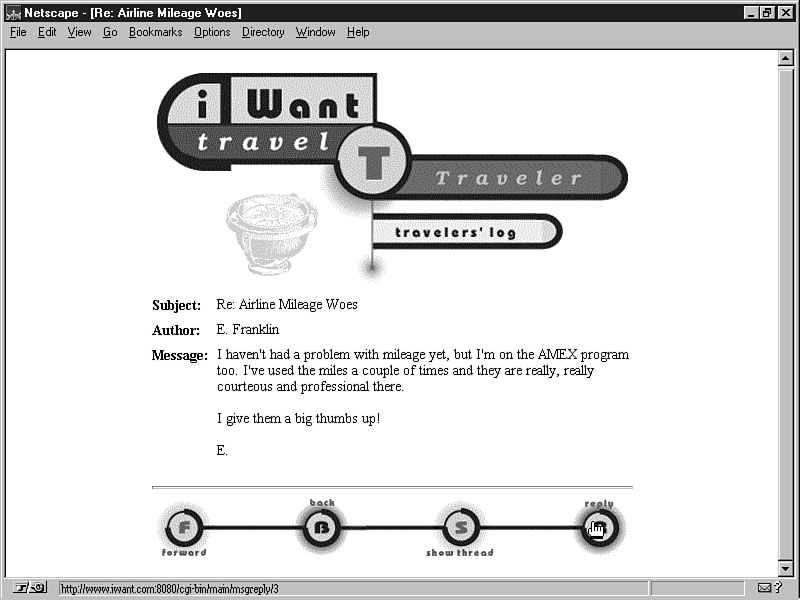 Netscape - [Re: Airline Mileage Woes]
File Edit View Go Bookmarks Options Directory Window Help
i Want
travel
T Traveler
travelers' log
Subject: Re: Airline Mileage Woes
Author: E. Franklin
Message: I haven't had a problem with mileage yet, but I'm on the AMEX program
too. I've used the miles a couple of times and they are really, really
courteous and professional there.
I give them a big thumbs up!
E.
back reply
F B S
forward show thread
http://www.iwant.com:8080/cgi-bin/main/msgreply/3
?